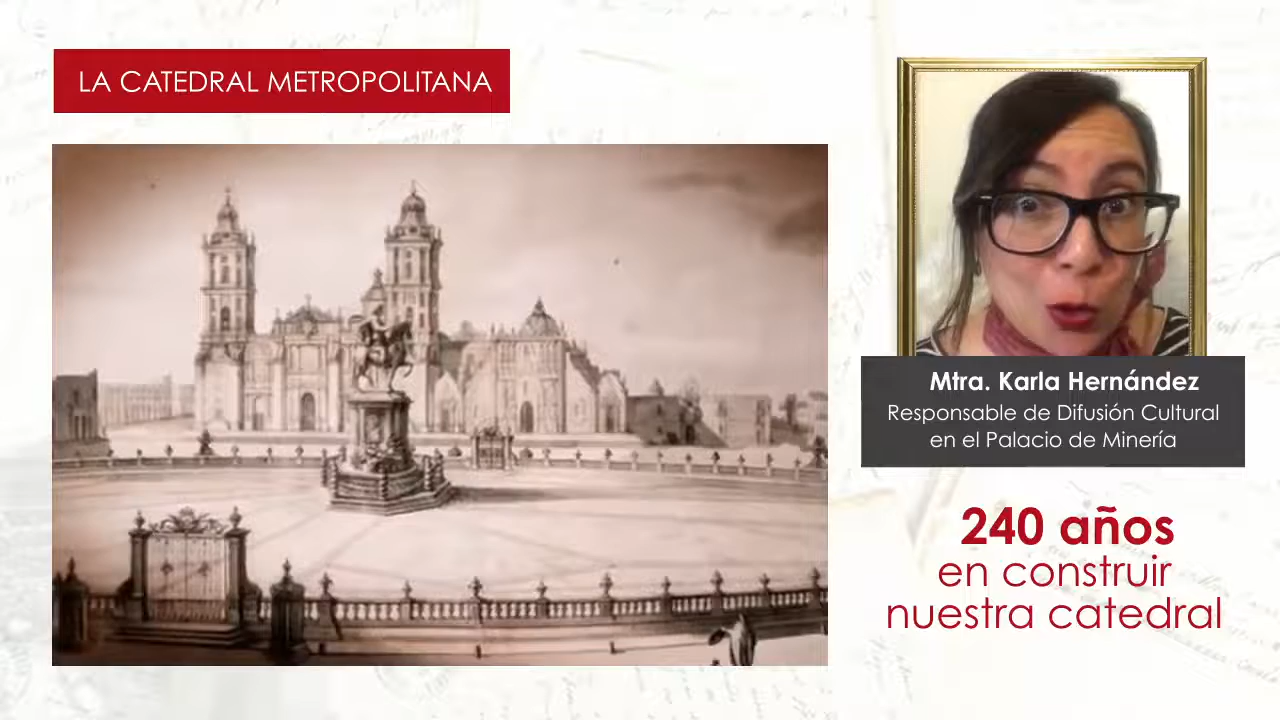 LA CATEDRAL METROPOLITANA
Mtra. Karla Hernández
Responsable de Difusión Cultural
en el Palacio de Minería
240 años
en construir
nuestra catedral